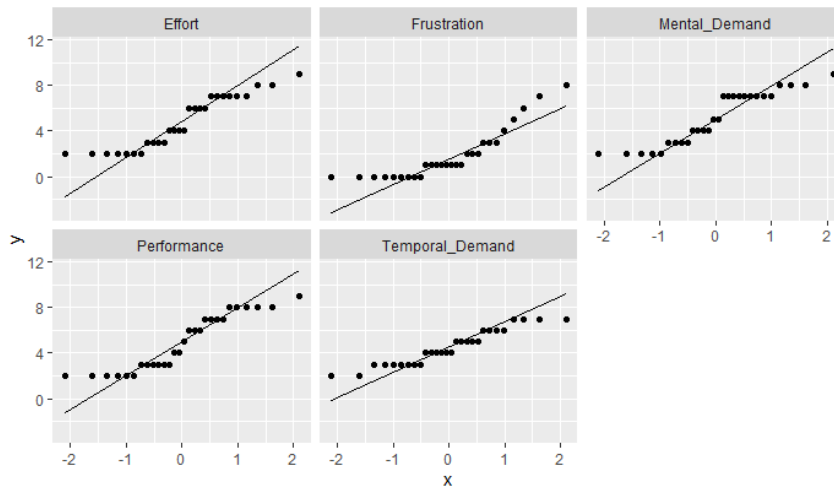 Effort Frustration Mental_Demand
12
8
4
0
-2 -1 0 1 2
y
Performance Temporal_Demand
12
8
4
0
-2 -1 0 1 2 -2 -1 0 1 2
x